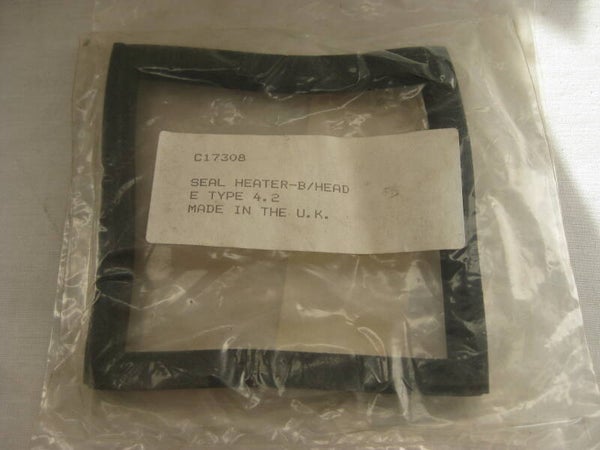 C17308
SEAL HEATER-B/HEAD
E TYPE 4.2
MADE IN THE U.K.